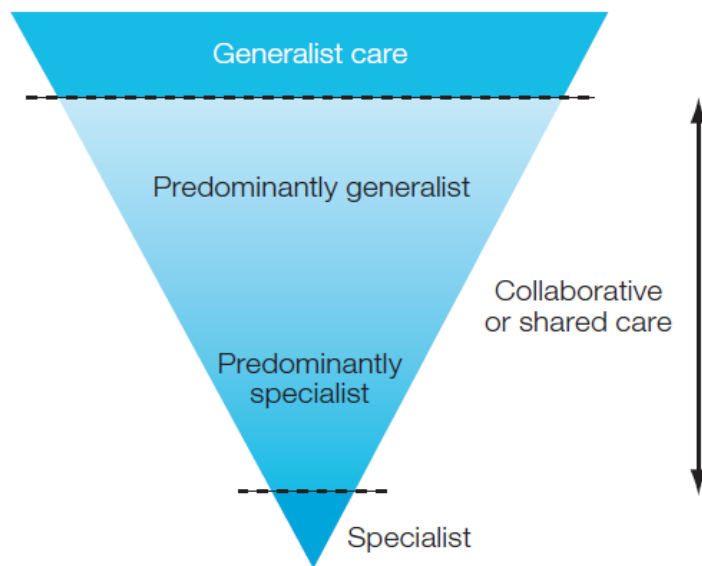 Generalist care
Predominantly generalist
Collaborative
or shared care
Predominantly
specialist
Specialist